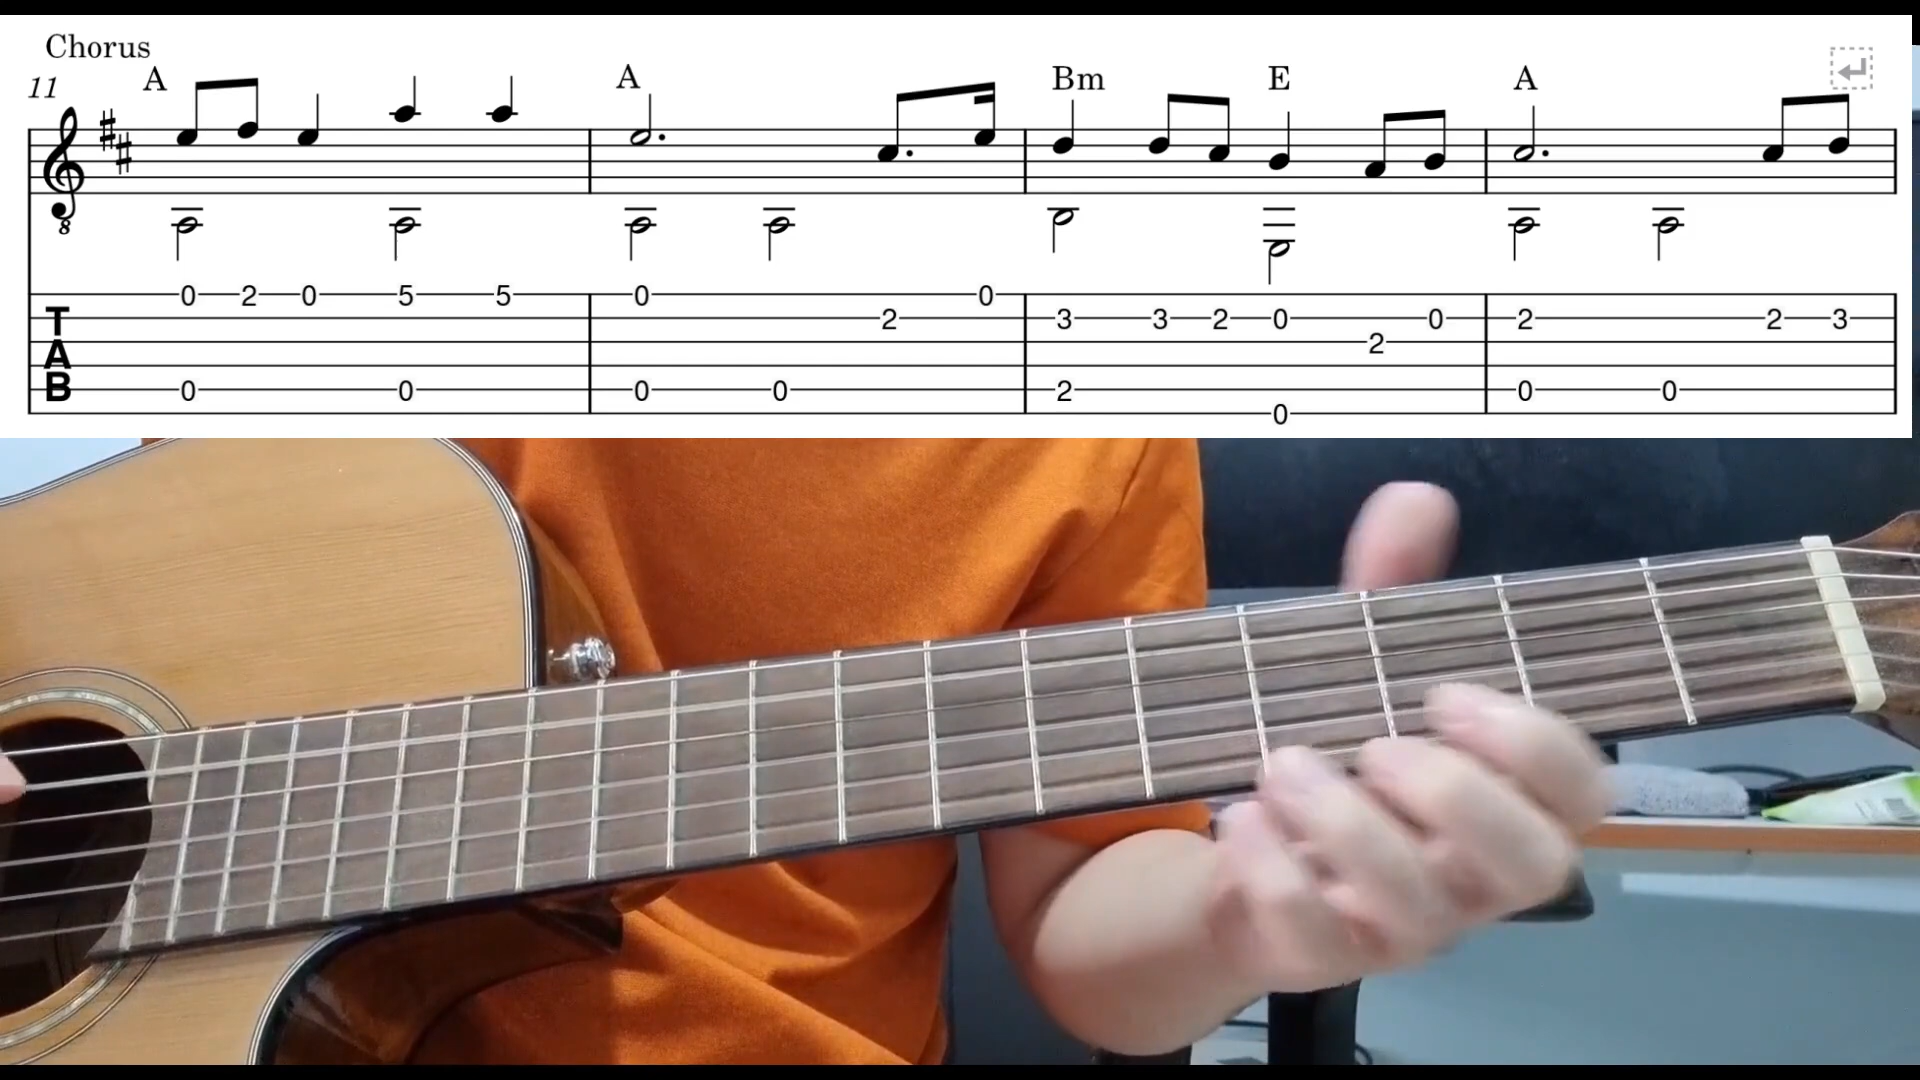 Chorus
11 A A Bm E A
8
0 2 0 5 5 0 0
T 2 3 3 2 0 0 2 2 3
A 2
B 0 0 0 0 2 0 0
0